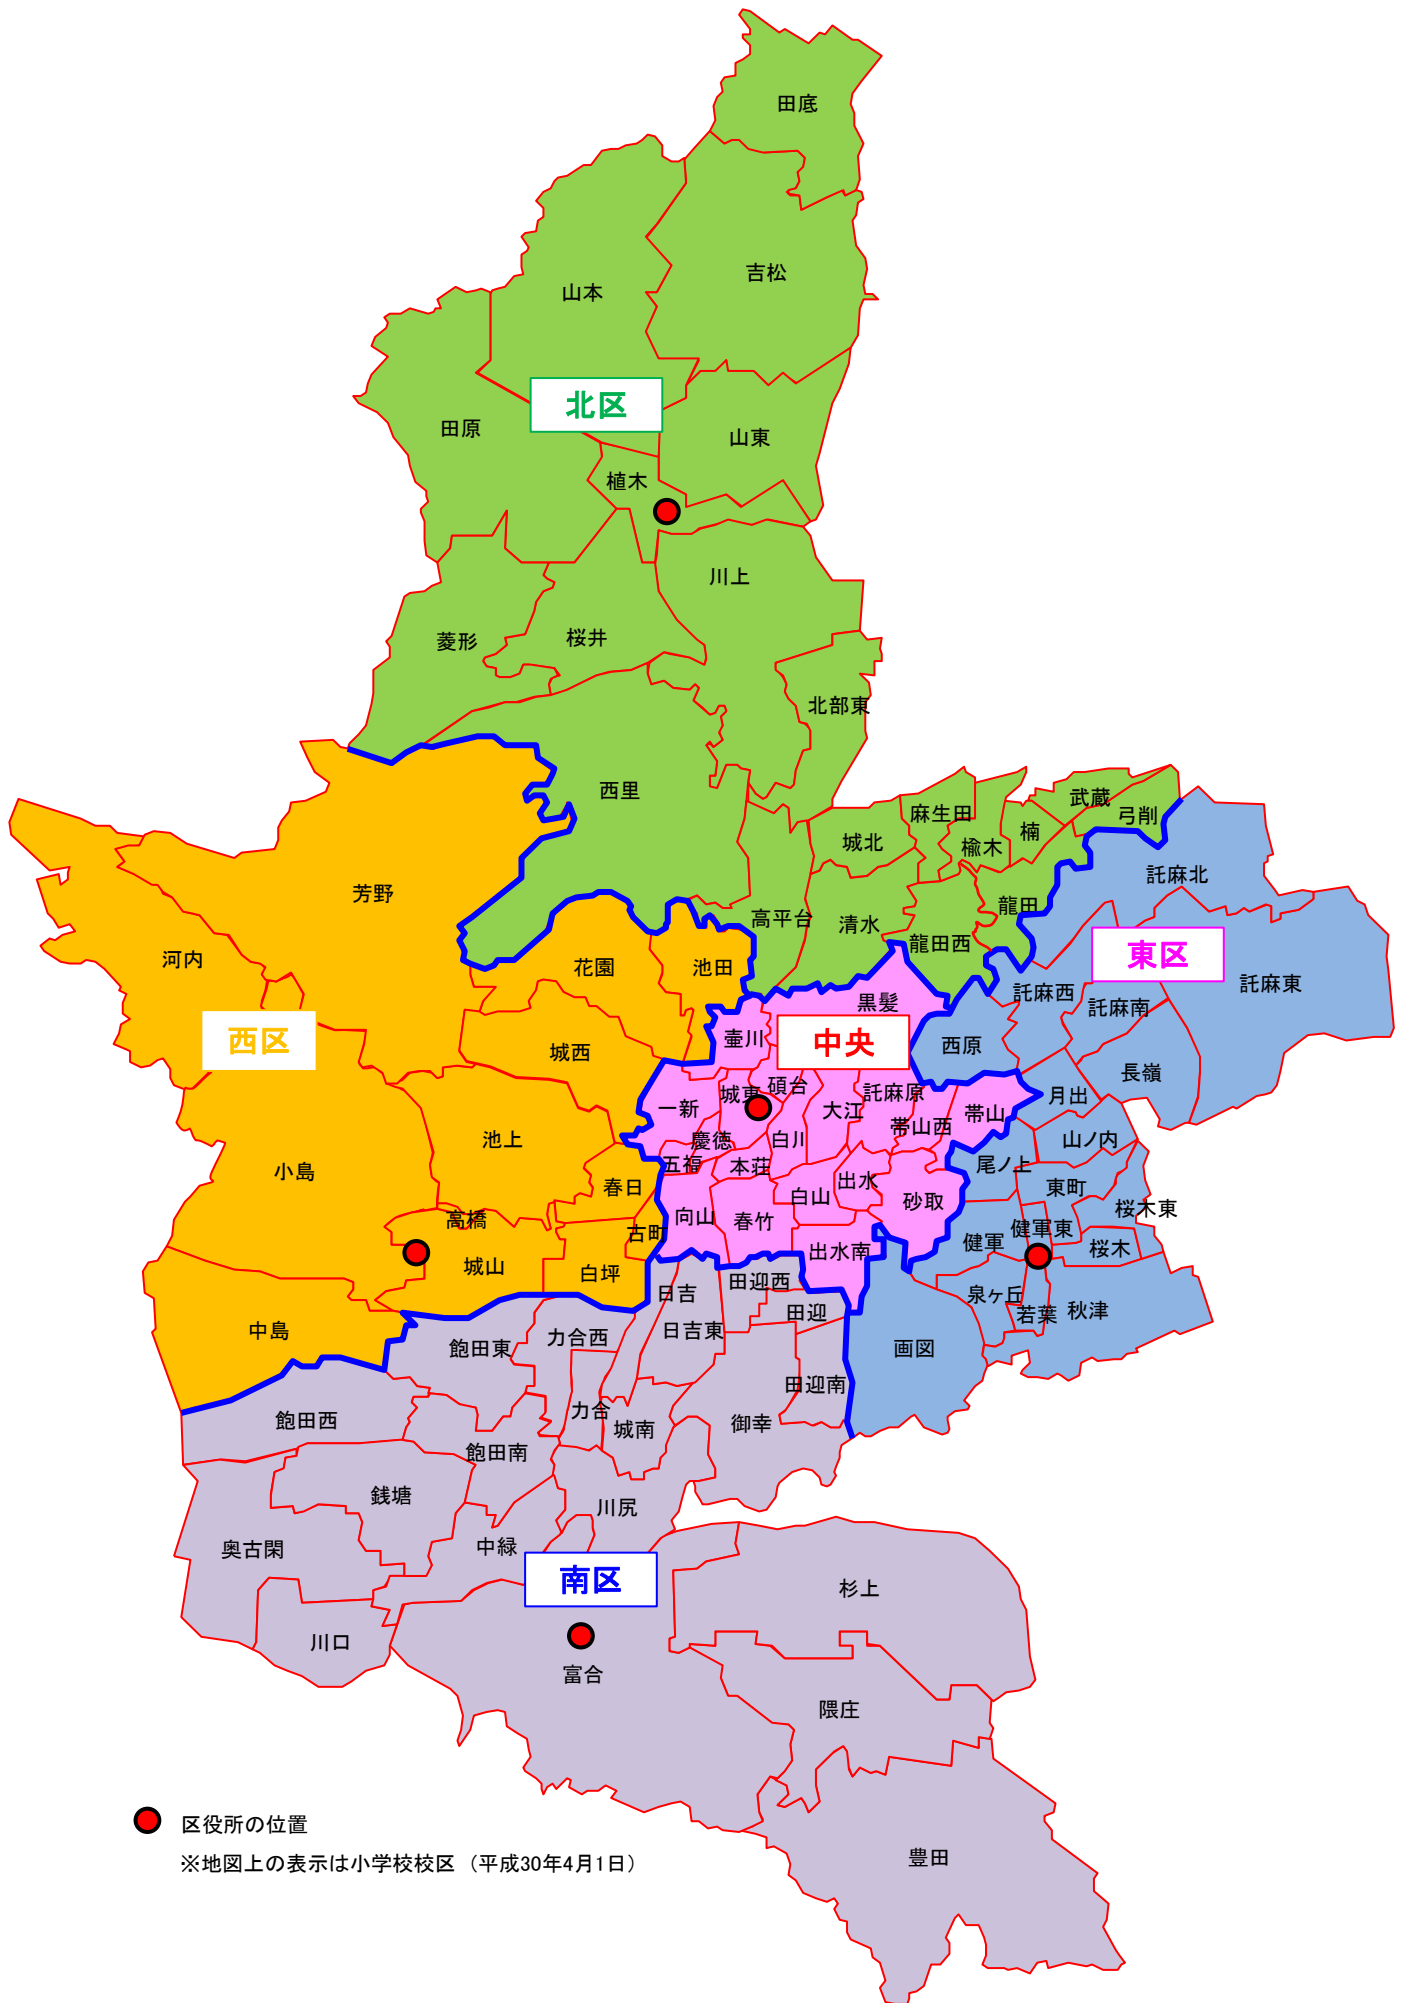 田底
吉松
山本
北区
田原
山東
植木
川上
菱形
桜井
北部東
西里
武蔵
麻生田
弓削
楠
城北
楡木
託麻北
芳野
龍田
高平台
清水
龍田西
東区
河内
花園
池田
託麻東
託麻西
黒髪
託麻南
西区
壷川
中央
西原
城西
長嶺
碩台
城東
託麻原
月出
一新
大江
帯山
帯山西
慶徳
白川
池上
山ノ内
五福
本荘
尾ノ上
小島
春日
出水
東町
白山
砂取
桜木東
高橋
向山
春竹
古町
健軍東
健軍
桜木
出水南
城山
白坪
田迎西
日吉
泉ヶ丘
田迎
若葉
秋津
中島
日吉東
力合西
飽田東
画図
田迎南
力合
飽田西
御幸
城南
飽田南
銭塘
川尻
中緑
奥古閑
南区
杉上
川口
富合
隈庄
区役所の位置
豊田
※地図上の表示は小学校校区（平成30年4月1日）